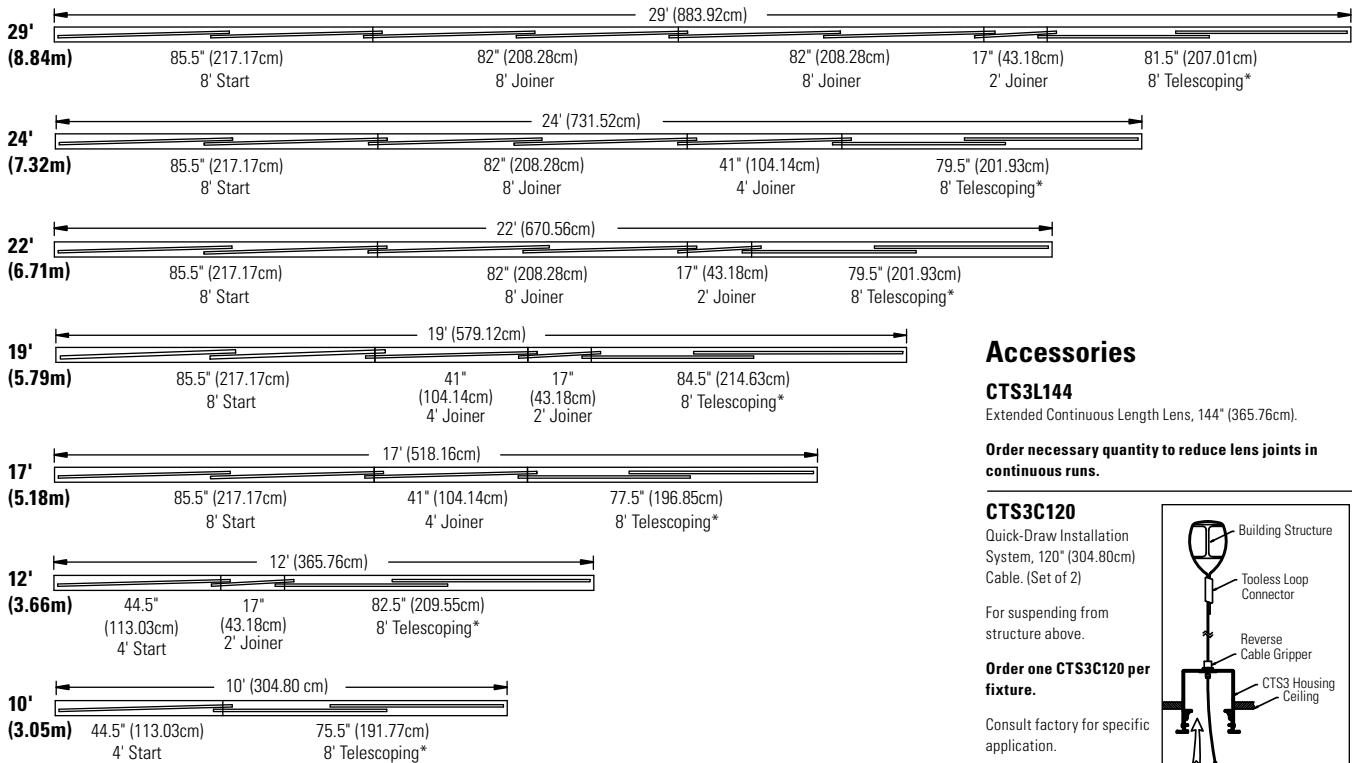 29' (883.92cm)
29'
(8.84m)
85.5" (217.17cm)
8' Start
82" (208.28cm)
8' Joiner
82" (208.28cm)
8' Joiner
17" (43.18cm)
2' Joiner
81.5" (207.01cm)
8' Telescoping*
24' (731.52cm)
24'
(7.32m)
85.5" (217.17cm)
8' Start
82" (208.28cm)
8' Joiner
41" (104.14cm)
4' Joiner
79.5" (201.93cm)
8' Telescoping*
22' (670.56cm)
22'
(6.71m)
85.5" (217.17cm)
8' Start
82" (208.28cm)
8' Joiner
17" (43.18cm)
2' Joiner
79.5" (201.93cm)
8' Telescoping*
19' (579.12cm)
19'
(5.79m)
85.5" (217.17cm)
8' Start
41"
(104.14cm)
4' Joiner
17"
(43.18cm)
2' Joiner
84.5" (214.63cm)
8' Telescoping*
17' (518.16cm)
17'
(5.18m)
85.5" (217.17cm)
8' Start
41" (104.14cm)
4' Joiner
77.5" (196.85cm)
8' Telescoping*
12' (365.76cm)
12'
(3.66m)
44.5"
(113.03cm)
4' Start
17"
(43.18cm)
2' Joiner
82.5" (209.55cm)
8' Telescoping*
10' (304.80 cm)
10'
(3.05m)
44.5" (113.03cm)
4' Start
75.5" (191.77cm)
8' Telescoping*
Accessories
CTS3L144
Extended Continuous Length Lens, 144" (365.76cm).
Order necessary quantity to reduce lens joints in
continuous runs.
CTS3C120
Quick-Draw Installation
System, 120" (304.80cm)
Cable. (Set of 2)
For suspending from
structure above.
Order one CTS3C120 per
fixture.
Consult factory for specific
application.
Building Structure
Tooless Loop
Connector
Reverse
Cable Gripper
CTS3 Housing
Ceiling